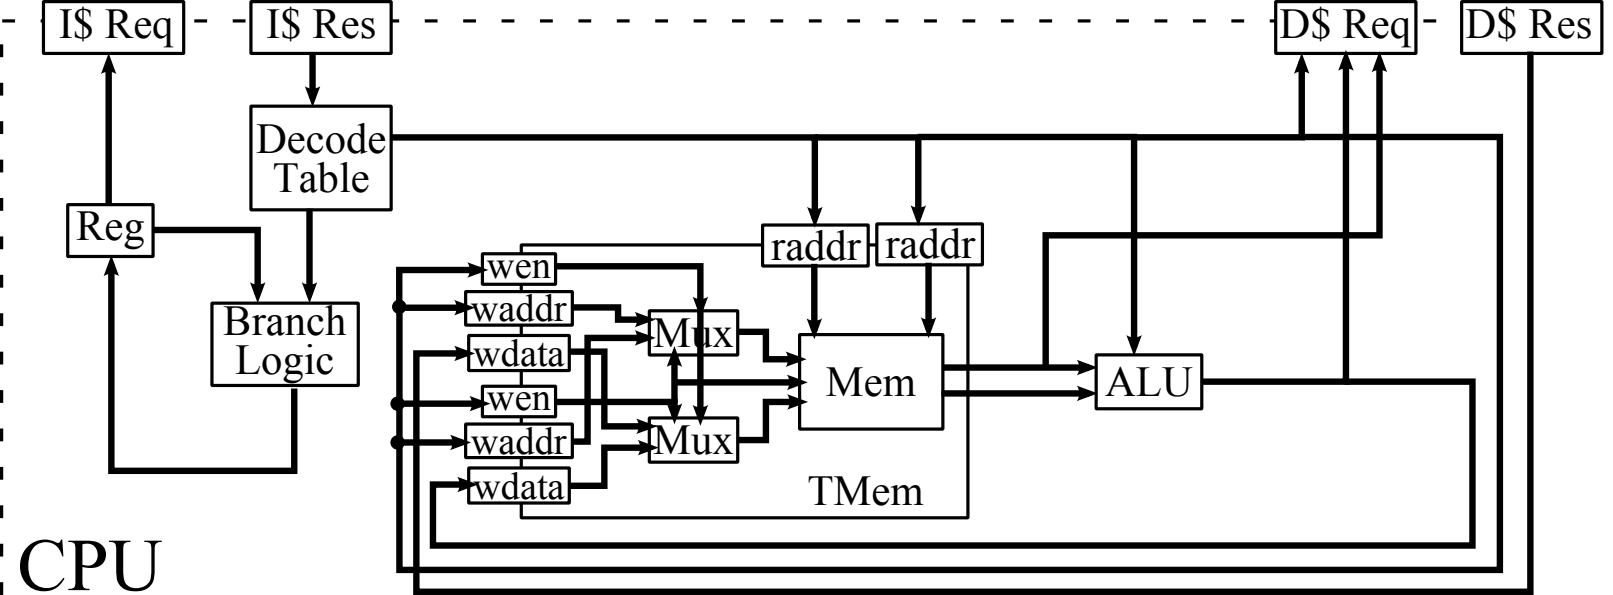 I$ Req
I$ Res
D$ Req
D$ Res
Decode
Table
Reg
raddr
raddr
wen
waddr
wdata
wen
waddr
wdata
Branch
Logic
Mux
Mux
Mem
ALU
TMem
CPU